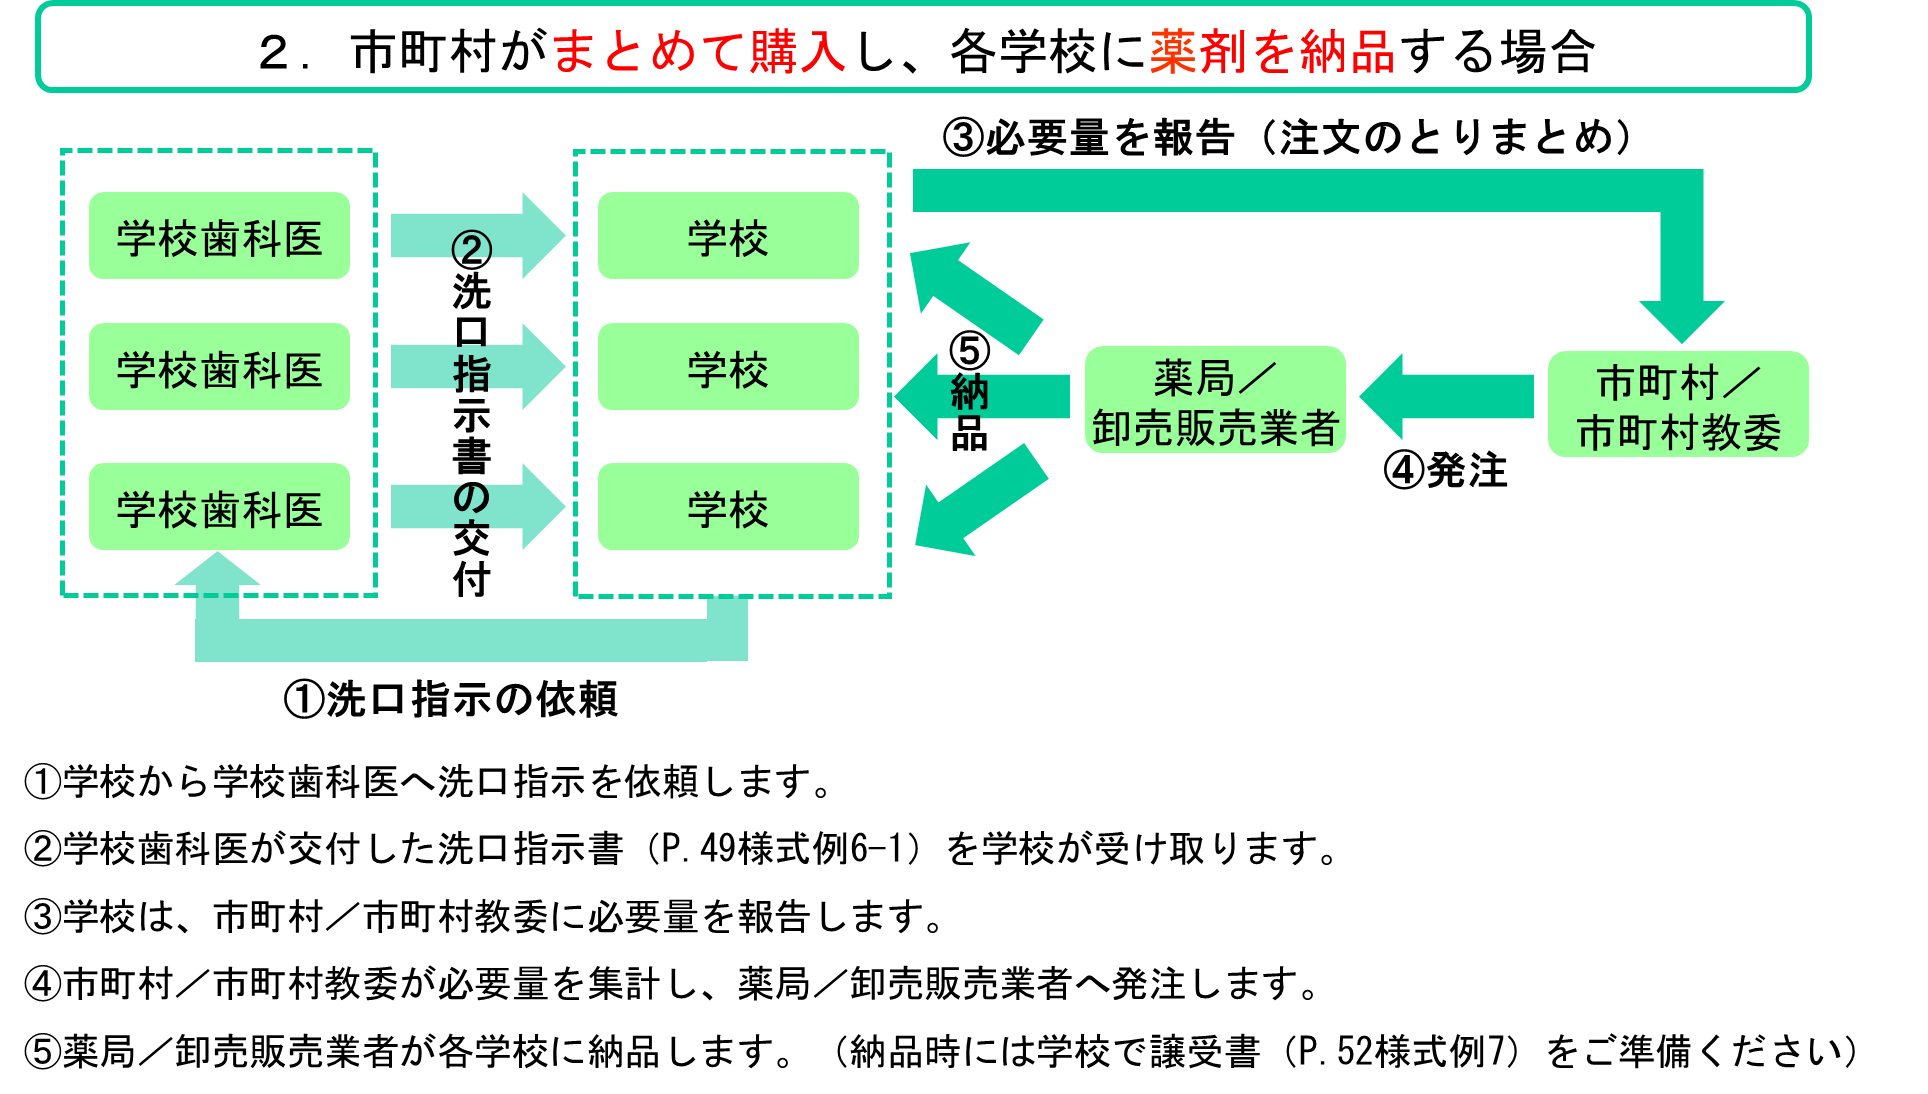 ２．市町村がまとめて購入し、各学校に薬剤を納品する場合
③必要量を報告（注文のとりまとめ）
学校歯科医
学校歯科医
学校歯科医
②洗口指示書の交付
学校
学校
学校
⑤納品
薬局／
卸売販売業者
④発注
市町村／
市町村教委
①洗口指示の依頼
①学校から学校歯科医へ洗口指示を依頼します。
②学校歯科医が交付した洗口指示書（P.49様式例6−1）を学校が受け取ります。
③学校は、市町村／市町村教委に必要量を報告します。
④市町村／市町村教委が必要量を集計し、薬局／卸売販売業者へ発注します。
⑤薬局／卸売販売業者が各学校に納品します。（納品時には学校で譲受書（P.52様式例7）をご準備ください）